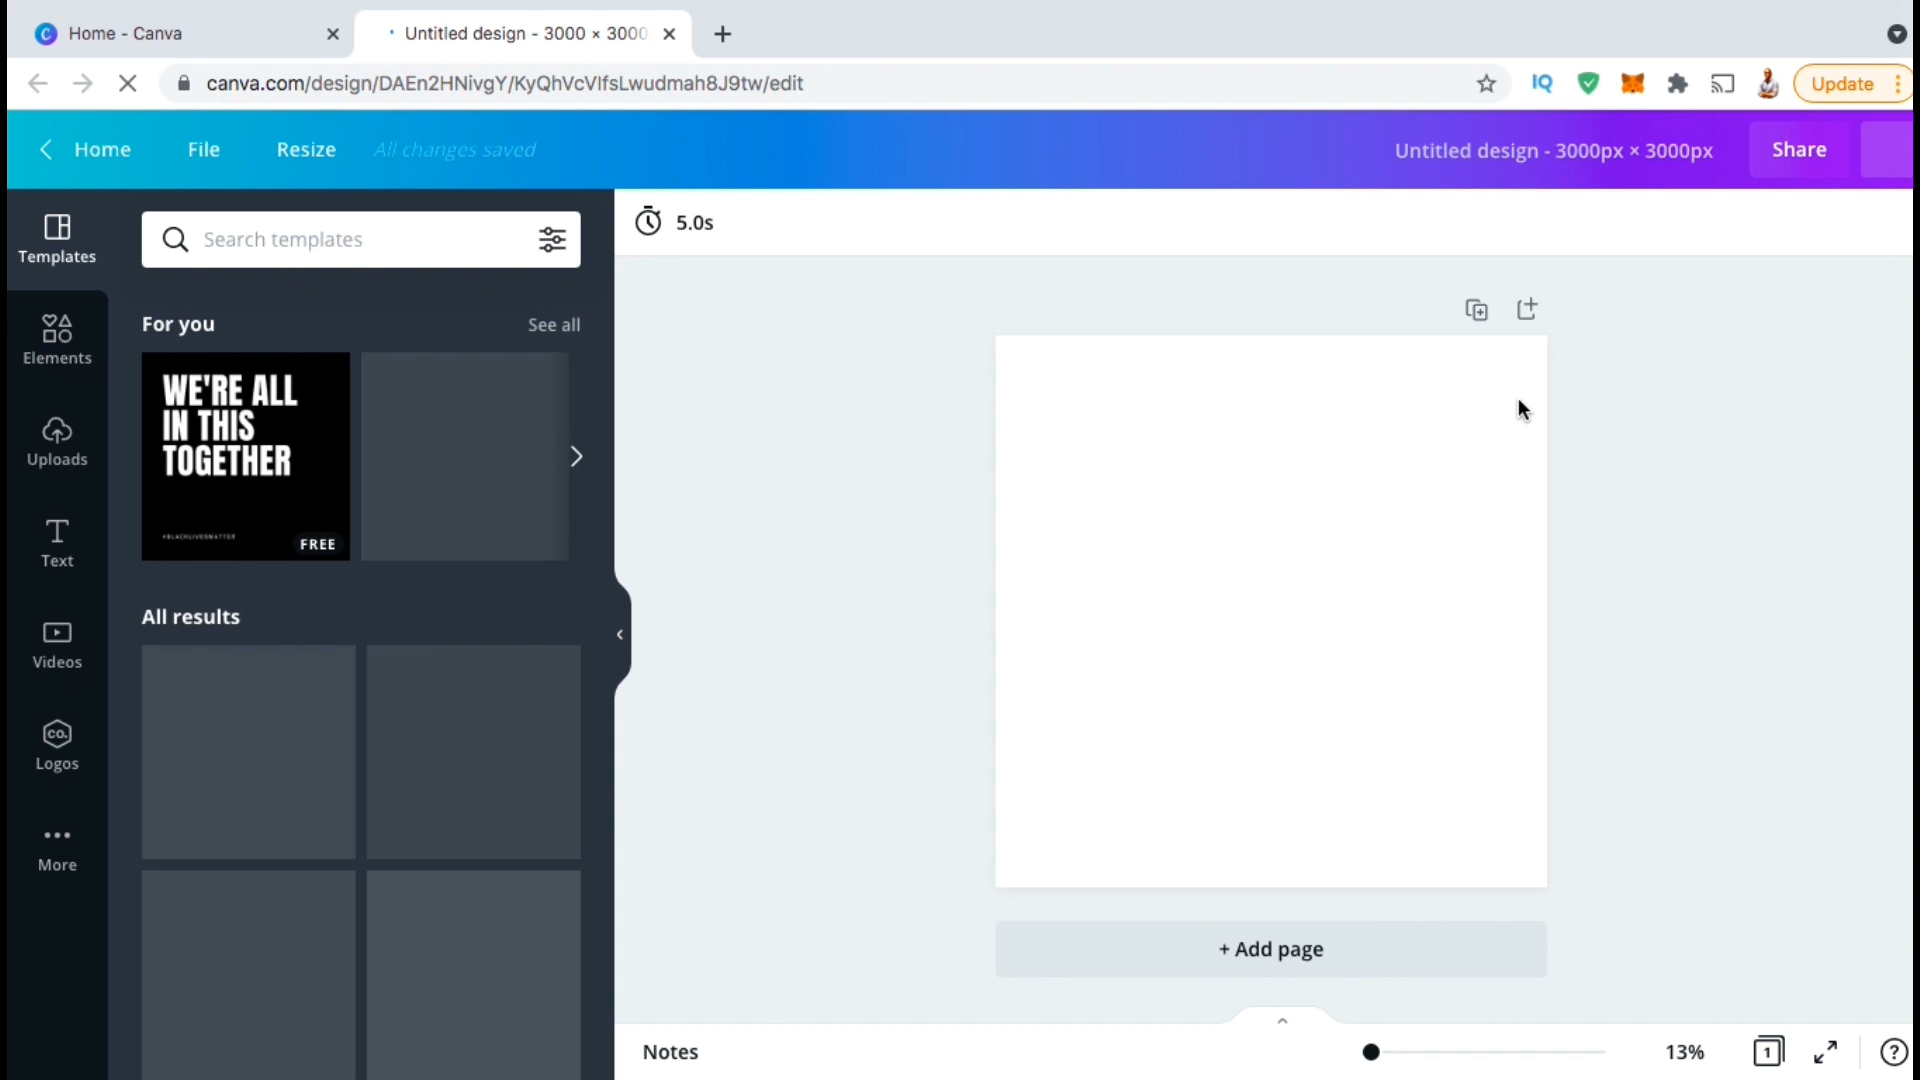 Home - Canva
Untitled design - 3000 × 3000
canva.com/design/DAEn2HNivgY/KyQhVcVlfsLwudmah8J9tw/edit
IQ
Update
Home
File
Resize
All changes saved
Untitled design - 3000px × 3000px
Share
Templates
Search templates
5.0s
For you
See all
Elements
WE'RE ALL
IN THIS
TOGETHER
#BLACKLIVESMATTER
FREE
Uploads
Text
All results
Videos
CO.
Logos
More
+ Add page
Notes
13%
1
?